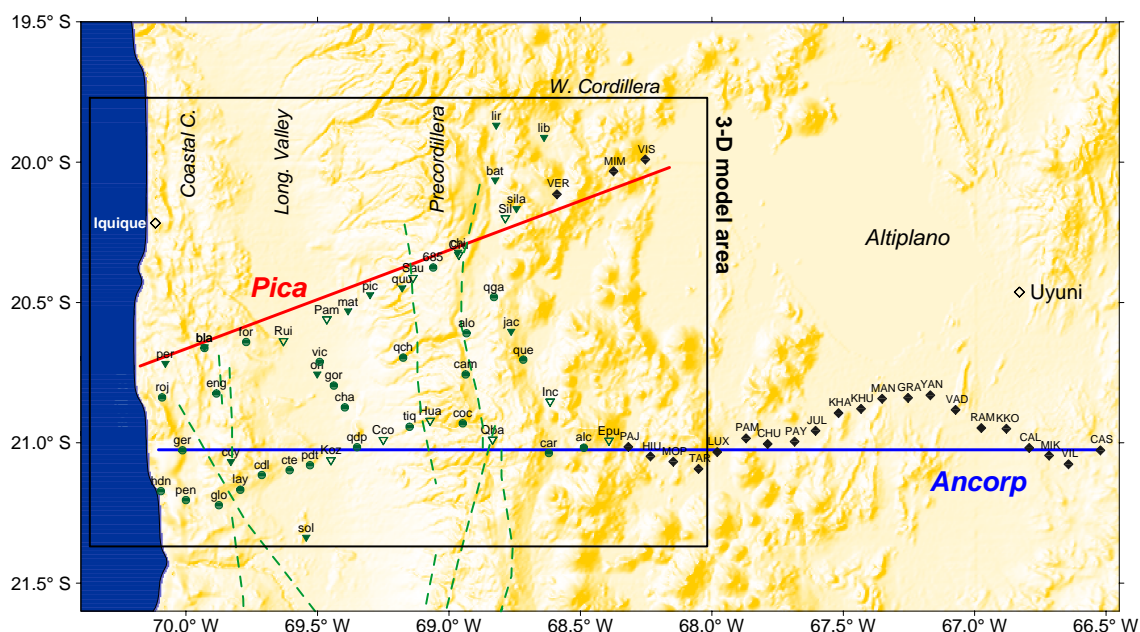 19.5° S
W. Cordillera
lir
lib
Coastal C.
Long. Valley
Precordillera
3-D model area
20.0° S
VIS
MIM
bat
VER
sila
Sil
Iquique
Altiplano
685
Sau
quu
Pica
pic
qga
Uyuni
20.5° S
mat
Pam
jac
for
Rui
alo
bla
per
vic
qch
que
on
gor
cam
eng
roj
cha
Inc
KHA
KHU
MAN
GRA
YAN
VAD
Hua
tiq
coc
JUL
RAM
KKO
21.0° S
ger
Cco
qdp
Epu
alc
car
PAJ
HIU
MOP
TAR
LUX
PAM
CHU
PAY
CAL
MIK
VIL
CAS
Koz
pdt
cte
cdl
lay
hdn
pen
glo
Ancorp
sol
21.5° S
70.0° W
69.5° W
69.0° W
68.5° W
68.0° W
67.5° W
67.0° W
66.5° W